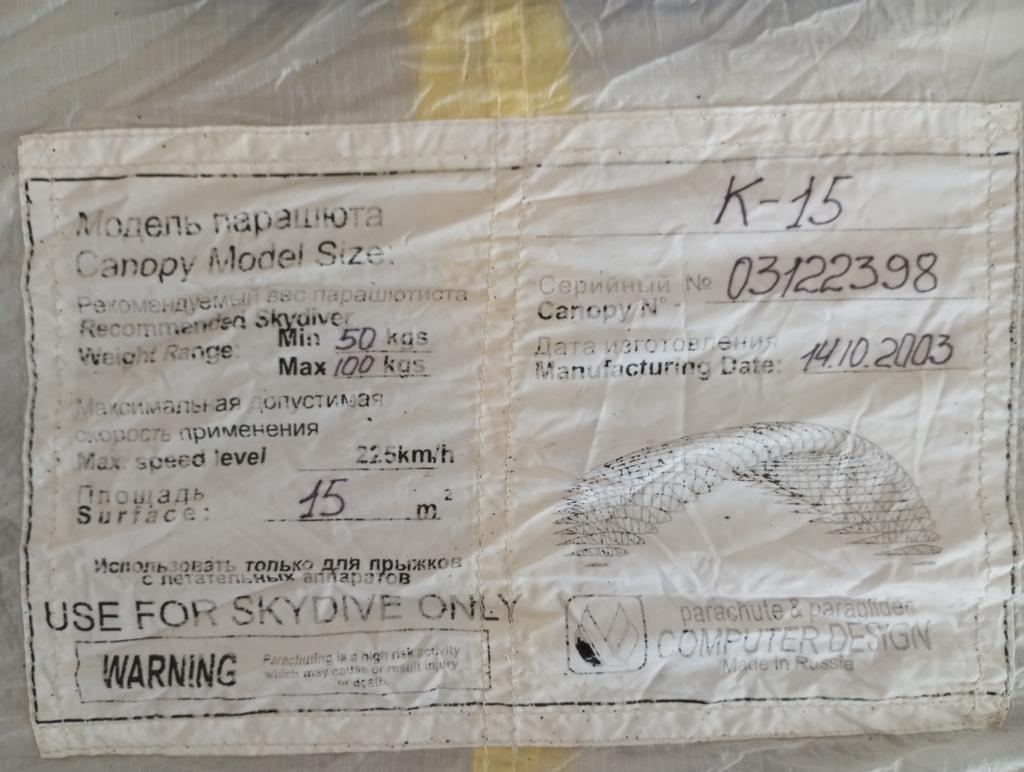 Модель парашюта
Canopy Model Size:
K-15
Рекомендуемый вес парашютиста
Recommended Skydiver
Weight Range:
Min 50 kgs
Max 100 kgs
Серийный № 03122398
Canopy N° -
Дата изготовления
Manufacturing Date: 14.10.2003
Максимальная допустимая
скорость применения
Max. speed level 225km/h
Площадь
Surface: 15 m²
Использовать только для прыжков
с летательных аппаратов
USE FOR SKYDIVE ONLY
WARNING
Parachuting is a high risk activity
which may cause or result injury
or death
parachute & paraglider
COMPUTER DESIGN
Made in Russia